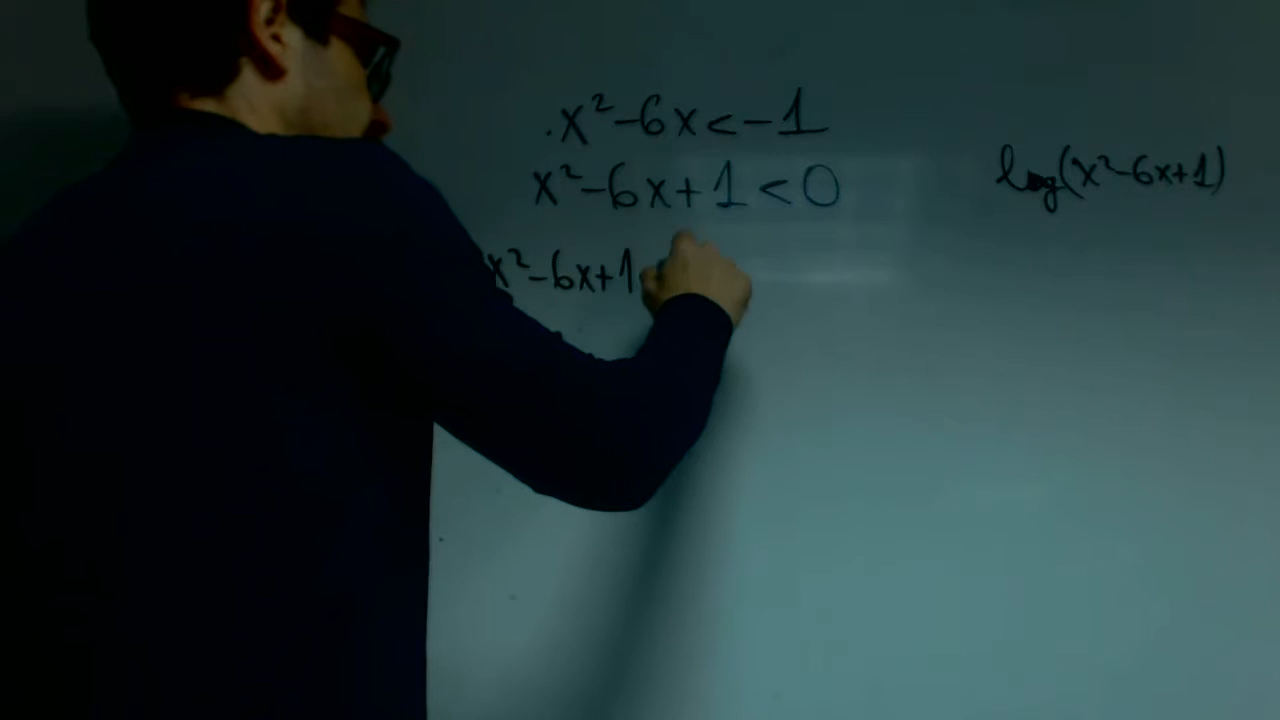 . x² - 6x < -1
x² - 6x + 1 < 0
log(x² - 6x + 1)
x² - 6x + 1